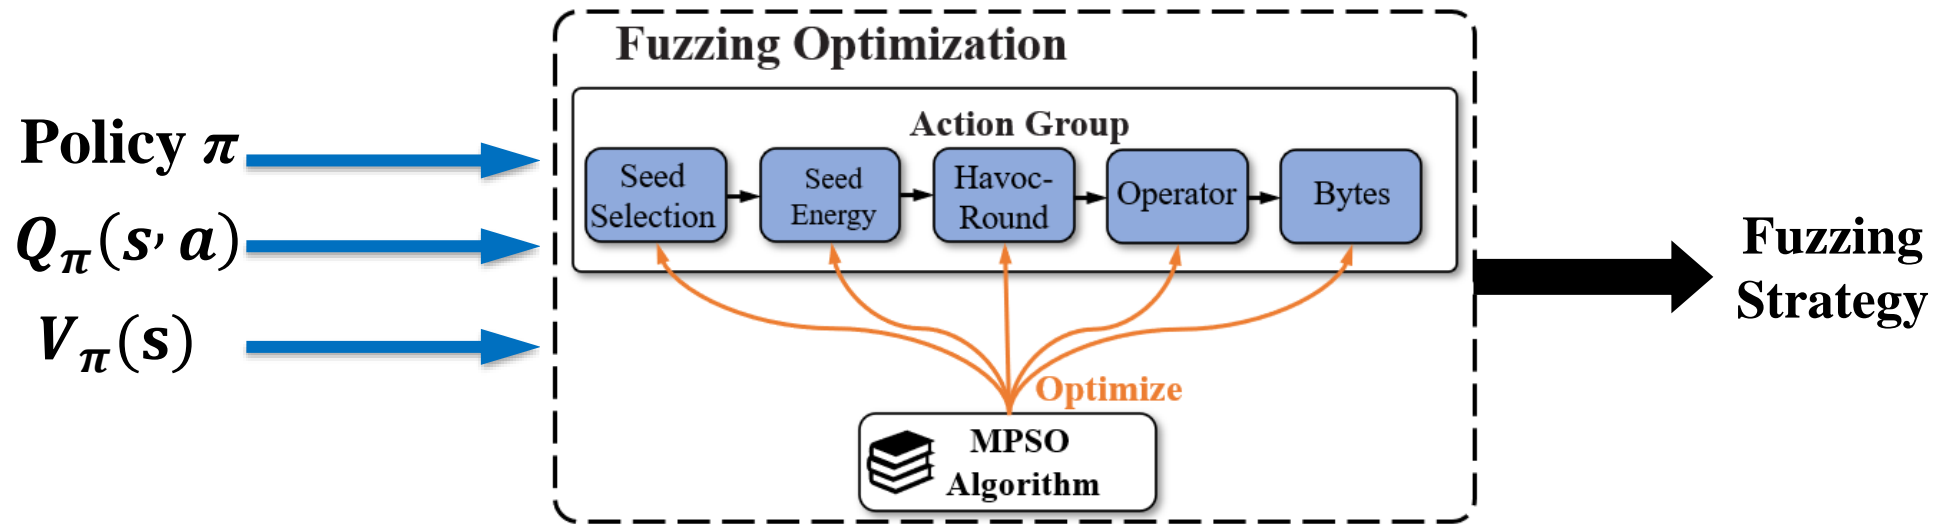 Fuzzing Optimization
Action Group
Policy π
Qπ(s, a)
Vπ(s)
Seed
Selection
Seed
Energy
Havoc-
Round
Operator
Bytes
Optimize
MPSO
Algorithm
Fuzzing
Strategy